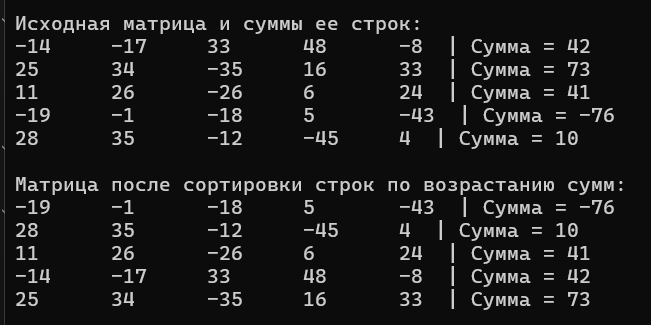 Исходная матрица и суммы ее строк:
-14 -17 33 48 -8 | Сумма = 42
25 34 -35 16 33 | Сумма = 73
11 26 -26 6 24 | Сумма = 41
-19 -1 -18 5 -43 | Сумма = -76
28 35 -12 -45 4 | Сумма = 10
Матрица после сортировки строк по возрастанию сумм:
-19 -1 -18 5 -43 | Сумма = -76
28 35 -12 -45 4 | Сумма = 10
11 26 -26 6 24 | Сумма = 41
-14 -17 33 48 -8 | Сумма = 42
25 34 -35 16 33 | Сумма = 73